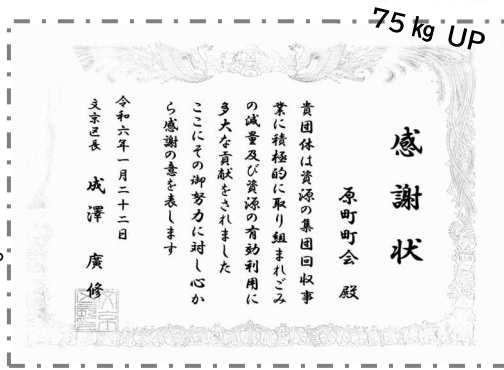 75 kg UP
感謝状
原町町会 殿
貴団体は資源の集団回収事
業に積極的に取り組まれごみ
の減量及び資源の有効利用に
多大な貢献をされました
ここにその御努力に対し心か
ら感謝の意を表します
令和六年一月二十二日
文京区長 成澤 廣修